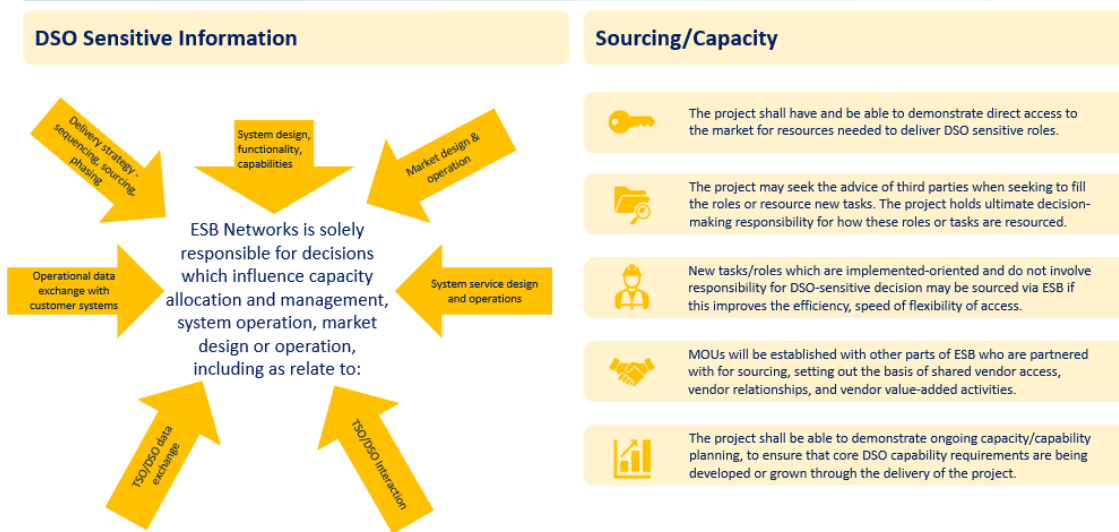 DSO Sensitive Information
Delivery strategy -
sequencing, sourcing,
phasing
System design,
functionality,
capabilities
Market design &
operation
ESB Networks is solely
responsible for decisions
which influence capacity
allocation and management,
system operation, market
design or operation,
including as relate to:
Operational data
exchange with
customer systems
System service design
and operations
TSO/DSO data
exchange
TSO/DSO Interaction
Sourcing/Capacity
The project shall have and be able to demonstrate direct access to
the market for resources needed to deliver DSO sensitive roles.
The project may seek the advice of third parties when seeking to fill
the roles or resource new tasks. The project holds ultimate decision-
making responsibility for how these roles or tasks are resourced.
New tasks/roles which are implemented-oriented and do not involve
responsibility for DSO-sensitive decision may be sourced via ESB if
this improves the efficiency, speed of flexibility of access.
MOUs will be established with other parts of ESB who are partnered
with for sourcing, setting out the basis of shared vendor access,
vendor relationships, and vendor value-added activities.
The project shall be able to demonstrate ongoing capacity/capability
planning, to ensure that core DSO capability requirements are being
developed or grown through the delivery of the project.